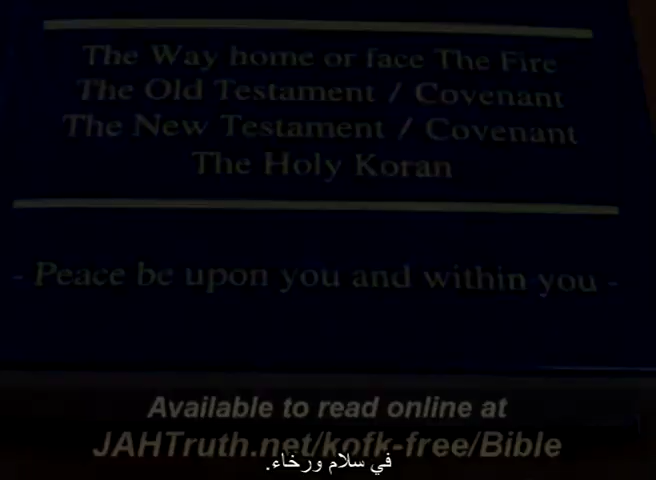 The Way home or face The Fire
The Old Testament / Covenant
The New Testament / Covenant
The Holy Koran
- Peace be upon you and within you -
Available to read online at
JAHTruth.net/kofk-free/Bible
في سلام ورخاء.